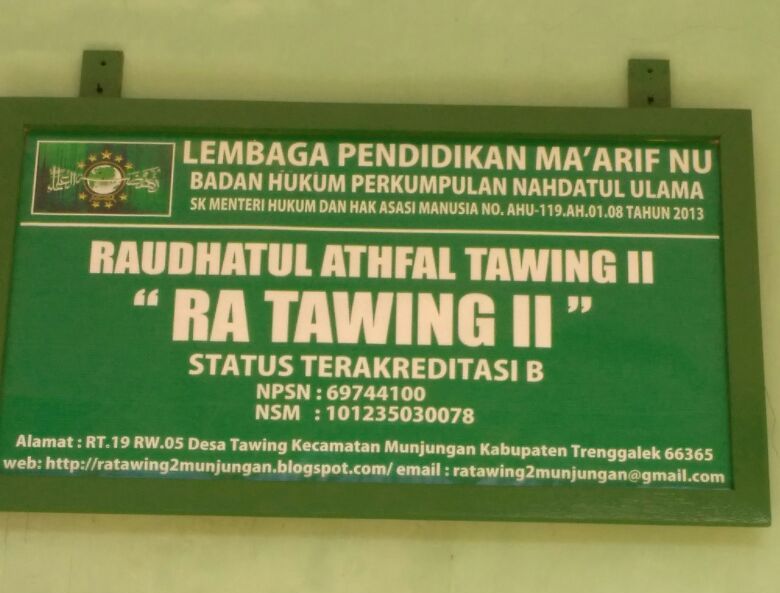 LEMBAGA PENDIDIKAN MA'ARIF NU
BADAN HUKUM PERKUMPULAN NAHDATUL ULAMA
SK MENTERI HUKUM DAN HAK ASASI MANUSIA NO. AHU-119.AH.01.08 TAHUN 2013
RAUDHATUL ATHFAL TAWING II
“ RA TAWING II ”
STATUS TERAKREDITASI B
NPSN : 69744100
NSM : 101235030078
Alamat : RT.19 RW.05 Desa Tawing Kecamatan Munjungan Kabupaten Trenggalek 66365
web: http://ratawing2munjungan.blogspot.com/ email : ratawing2munjungan@gmail.com